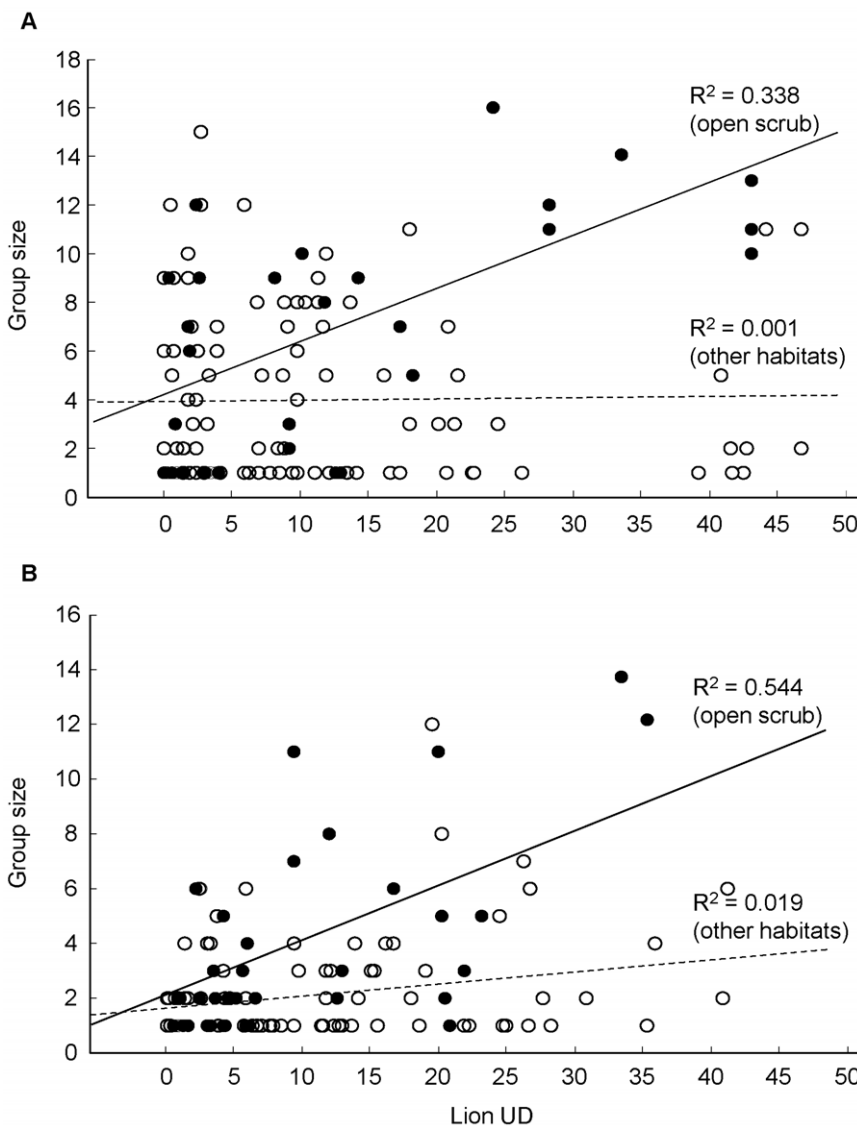 A
18
16
14
12
10
8
6
4
2
0
Group size
R² = 0.338
(open scrub)
R² = 0.001
(other habitats)
0 5 10 15 20 25 30 35 40 45 50
B
16
14
12
10
8
6
4
2
0
Group size
R² = 0.544
(open scrub)
R² = 0.019
(other habitats)
0 5 10 15 20 25 30 35 40 45 50
Lion UD